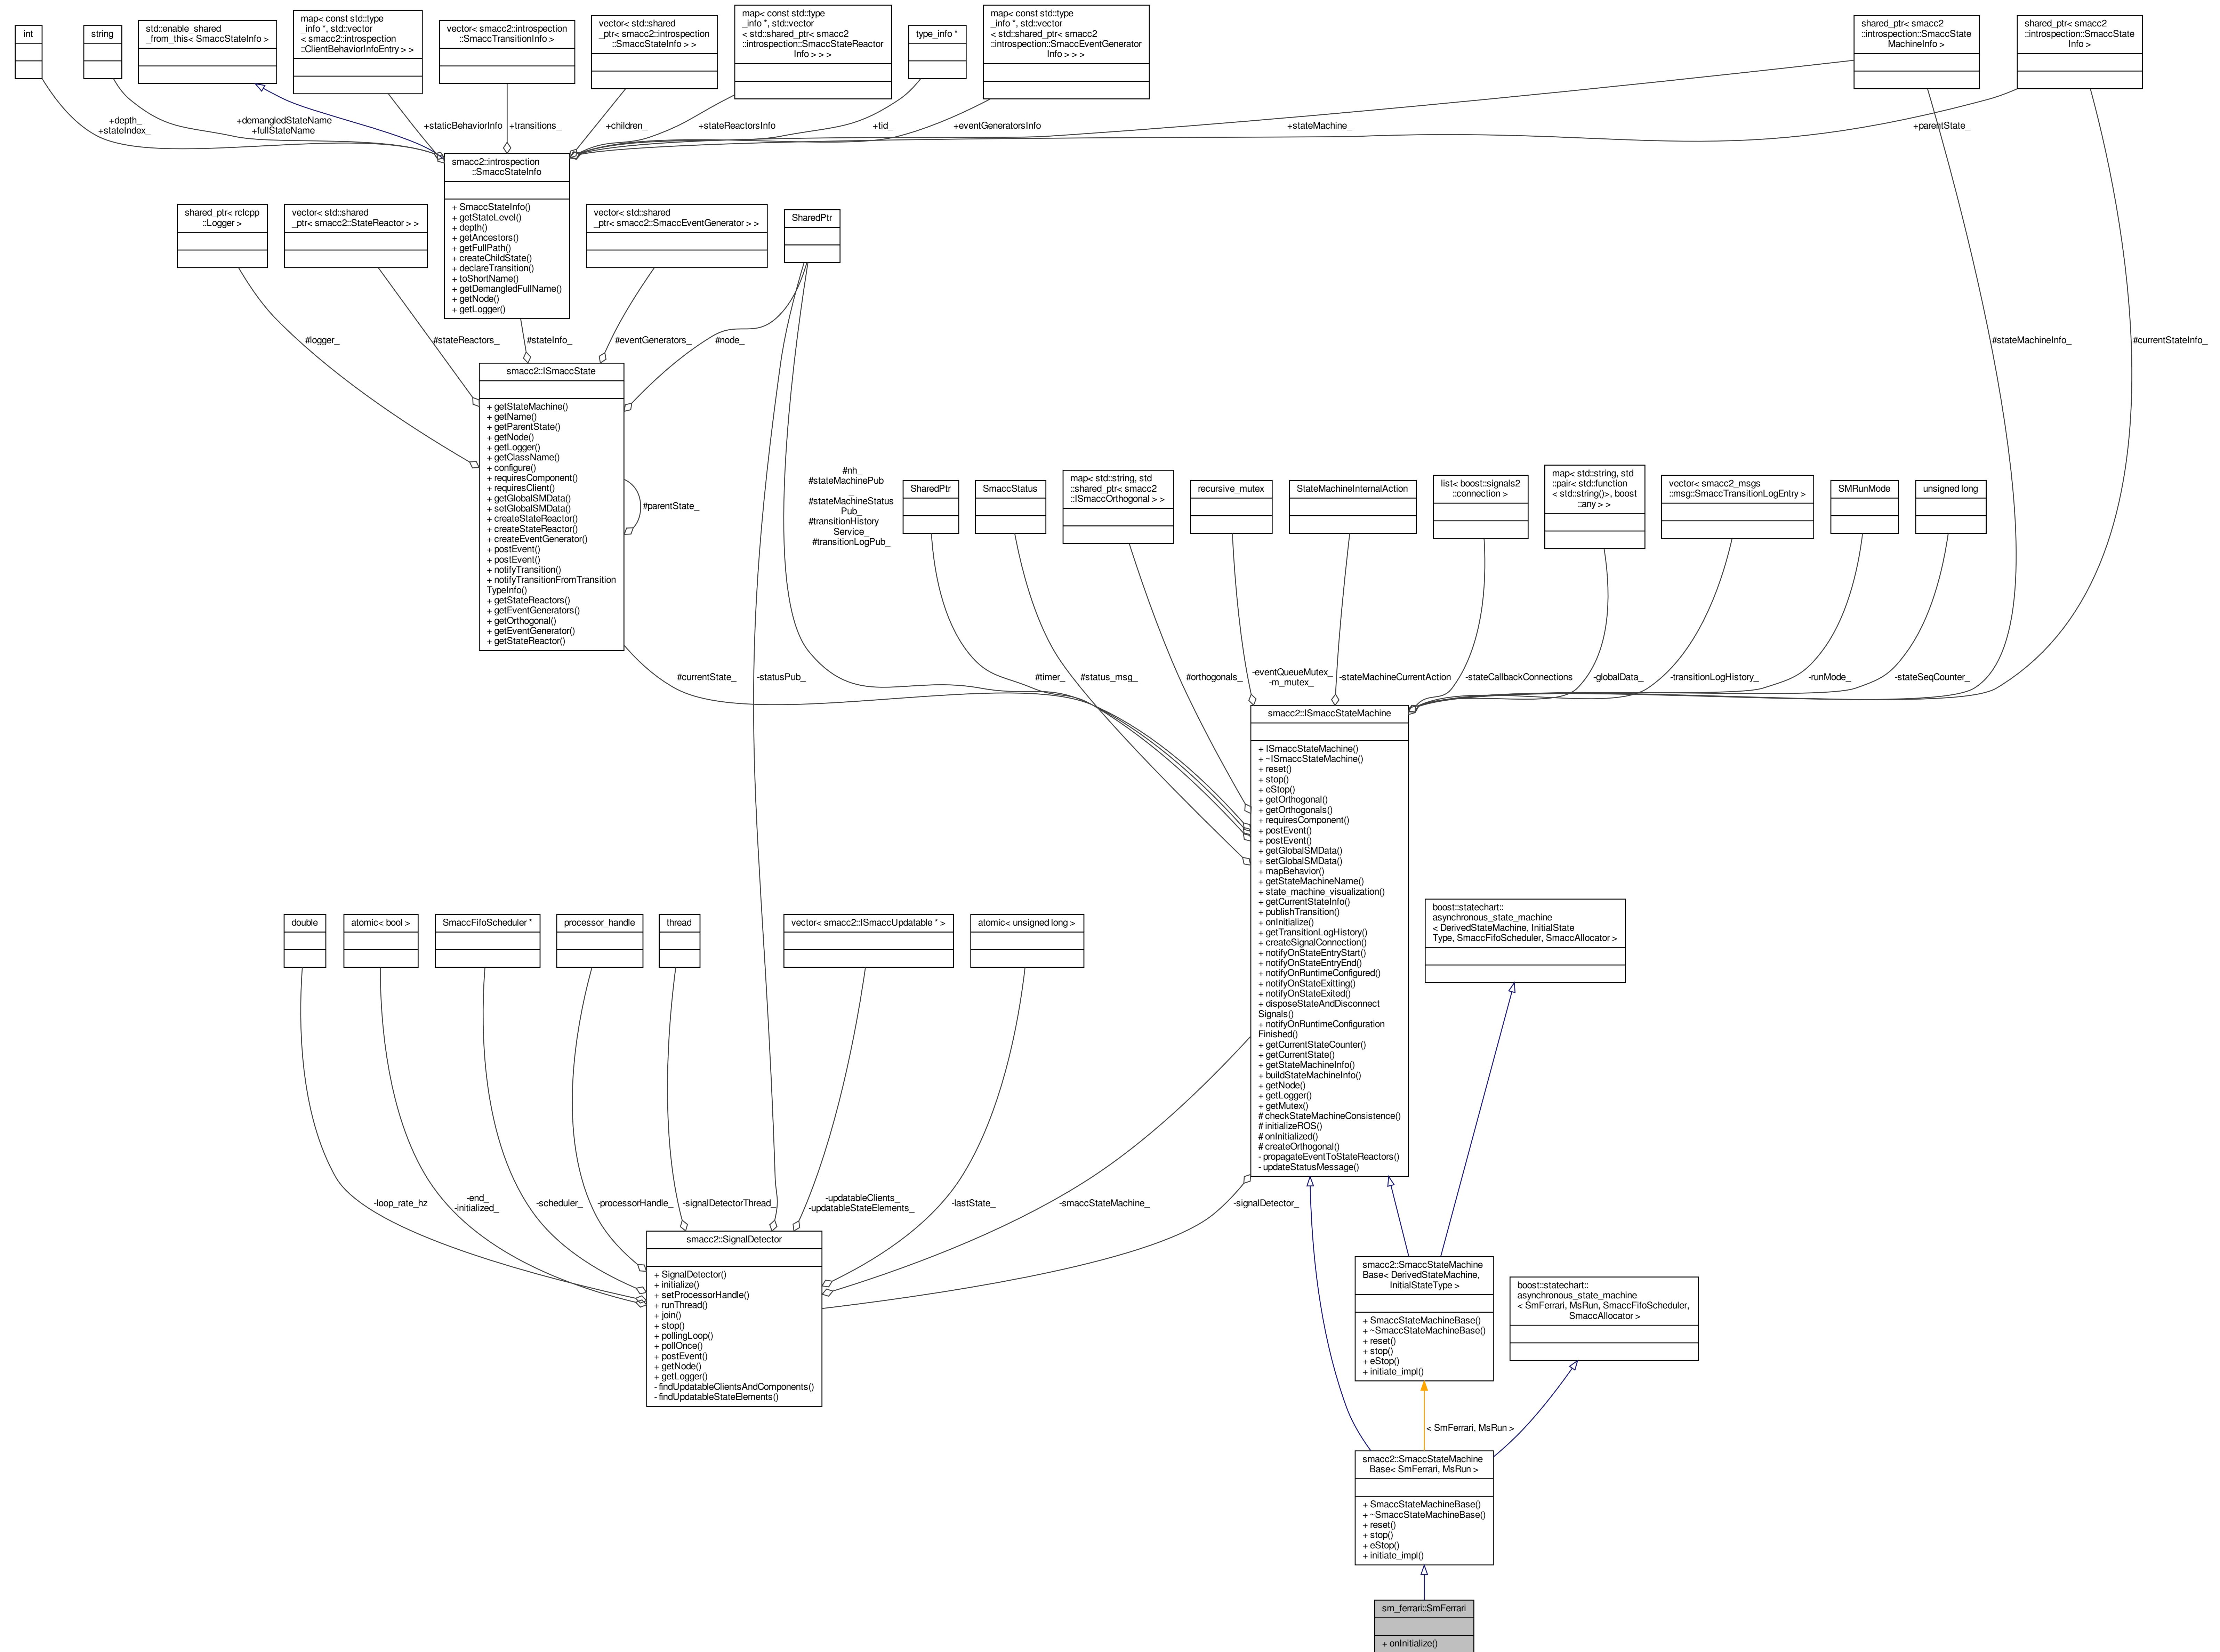 int
string
std::enable_shared
_from_this< SmaccStateInfo >
map< const std::type
_info *, std::vector
< smacc2::introspection
::ClientBehaviorInfoEntry > >
vector< smacc2::introspection
::SmaccTransitionInfo >
vector< std::shared
_ptr< smacc2::introspection
::SmaccStateInfo > >
map< const std::type
_info *, std::vector
< std::shared_ptr< smacc2
::introspection::SmaccStateReactor
Info > > >
type_info *
map< const std::type
_info *, std::vector
< std::shared_ptr< smacc2
::introspection::SmaccEventGenerator
Info > > >
shared_ptr< smacc2
::introspection::SmaccState
MachineInfo >
shared_ptr< smacc2
::introspection::SmaccState
Info >
+depth_
+stateIndex_
+demangledStateName
+fullStateName
+staticBehaviorInfo
+transitions_
+children_
+stateReactorsInfo
+tid_
+eventGeneratorsInfo
+stateMachine_
+parentState_
smacc2::introspection
::SmaccStateInfo
+ SmaccStateInfo()
+ getStateLevel()
+ depth()
+ getAncestors()
+ getFullPath()
+ createChildState()
+ declareTransition()
+ toShortName()
+ getDemangledFullName()
+ getNode()
+ getLogger()
shared_ptr< rclcpp
::Logger >
vector< std::shared
_ptr< smacc2::StateReactor > >
vector< std::shared
_ptr< smacc2::SmaccEventGenerator > >
SharedPtr
#logger_
#stateReactors_
#stateInfo_
#eventGenerators_
#node_
#stateMachineInfo_
#currentStateInfo_
smacc2::ISmaccState
+ getStateMachine()
+ getName()
+ getParentState()
+ getNode()
+ getLogger()
+ getClassName()
+ configure()
+ requiresComponent()
+ requiresClient()
+ getGlobalSMData()
+ setGlobalSMData()
+ createStateReactor()
+ createStateReactor()
+ createEventGenerator()
+ postEvent()
+ postEvent()
+ notifyTransition()
+ notifyTransitionFromTransition
TypeInfo()
+ getStateReactors()
+ getEventGenerators()
+ getOrthogonal()
+ getEventGenerator()
+ getStateReactor()
#parentState_
#nh_
#stateMachinePub
_
#stateMachineStatus
Pub_
#transitionHistory
Service_
#transitionLogPub_
SharedPtr
SmaccStatus
map< std::string, std
::shared_ptr< smacc2
::ISmaccOrthogonal > >
recursive_mutex
StateMachineInternalAction
list< boost::signals2
::connection >
map< std::string, std
::pair< std::function
< std::string()>, boost
::any > >
vector< smacc2_msgs
::msg::SmaccTransitionLogEntry >
SMRunMode
unsigned long
#currentState_
-statusPub_
#timer_
#status_msg_
#orthogonals_
-eventQueueMutex_
-m_mutex_
-stateMachineCurrentAction
-stateCallbackConnections
-globalData_
-transitionLogHistory_
-runMode_
-stateSeqCounter_
smacc2::ISmaccStateMachine
+ ISmaccStateMachine()
+ ~ISmaccStateMachine()
+ reset()
+ stop()
+ eStop()
+ getOrthogonal()
+ getOrthogonals()
+ requiresComponent()
+ postEvent()
+ postEvent()
+ getGlobalSMData()
+ setGlobalSMData()
+ mapBehavior()
+ getStateMachineName()
+ state_machine_visualization()
+ getCurrentStateInfo()
+ publishTransition()
+ onInitialize()
+ getTransitionLogHistory()
+ createSignalConnection()
+ notifyOnStateEntryStart()
+ notifyOnStateEntryEnd()
+ notifyOnRuntimeConfigured()
+ notifyOnStateExitting()
+ notifyOnStateExited()
+ disposeStateAndDisconnect
Signals()
+ notifyOnRuntimeConfiguration
Finished()
+ getCurrentStateCounter()
+ getCurrentState()
+ getStateMachineInfo()
+ buildStateMachineInfo()
+ getNode()
+ getLogger()
+ getMutex()
# checkStateMachineConsistence()
# initializeROS()
# onInitialized()
# createOrthogonal()
- propagateEventToStateReactors()
- updateStatusMessage()
double
atomic< bool >
SmaccFifoScheduler *
processor_handle
thread
vector< smacc2::ISmaccUpdatable * >
atomic< unsigned long >
boost::statechart::
asynchronous_state_machine
< DerivedStateMachine, InitialState
Type, SmaccFifoScheduler, SmaccAllocator >
-loop_rate_hz
-end_
-initialized_
-scheduler_
-processorHandle_
-signalDetectorThread_
-updatableClients_
-updatableStateElements_
-lastState_
-smaccStateMachine_
-signalDetector_
smacc2::SignalDetector
+ SignalDetector()
+ initialize()
+ setProcessorHandle()
+ runThread()
+ join()
+ stop()
+ pollingLoop()
+ pollOnce()
+ postEvent()
+ getNode()
+ getLogger()
- findUpdatableClientsAndComponents()
- findUpdatableStateElements()
smacc2::SmaccStateMachine
Base< DerivedStateMachine,
InitialStateType >
+ SmaccStateMachineBase()
+ ~SmaccStateMachineBase()
+ reset()
+ stop()
+ eStop()
+ initiate_impl()
boost::statechart::
asynchronous_state_machine
< SmFerrari, MsRun, SmaccFifoScheduler,
SmaccAllocator >
< SmFerrari, MsRun >
smacc2::SmaccStateMachine
Base< SmFerrari, MsRun >
+ SmaccStateMachineBase()
+ ~SmaccStateMachineBase()
+ reset()
+ stop()
+ eStop()
+ initiate_impl()
sm_ferrari::SmFerrari
+ onInitialize()